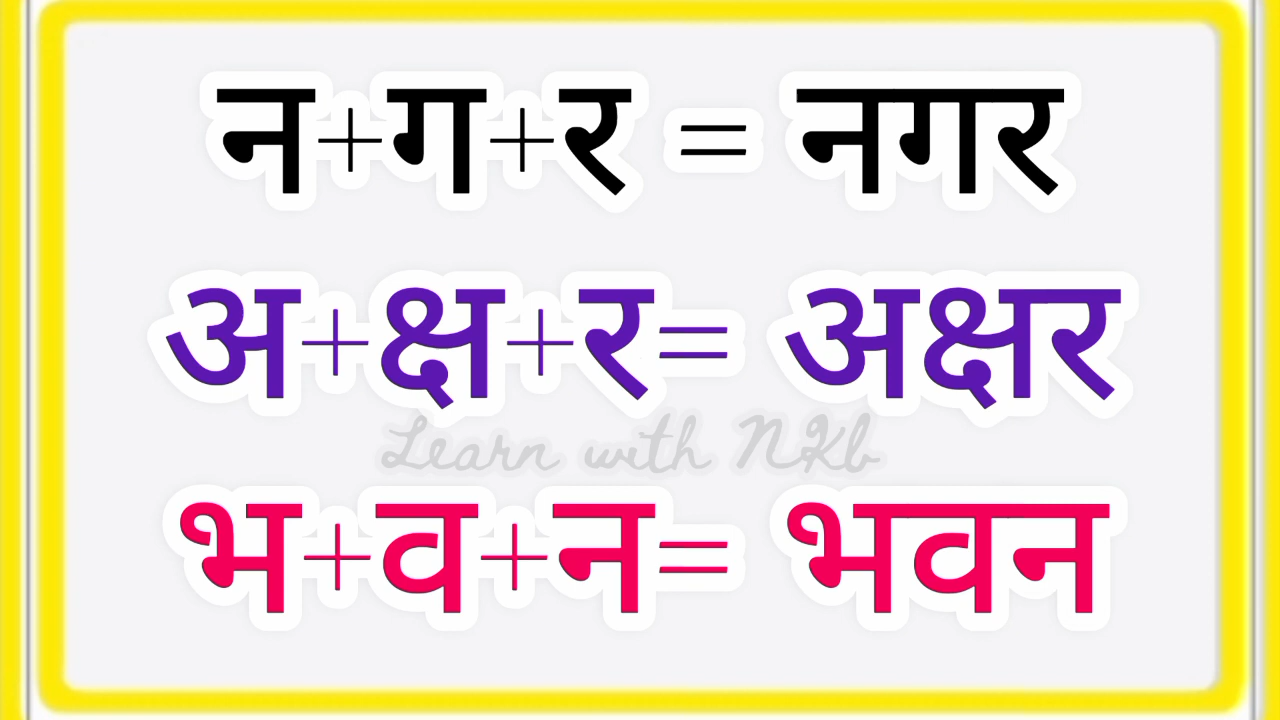 न+ग+र = नगर
अ+क्ष+र= अक्षर
Learn with NKb
भ+व+न= भवन